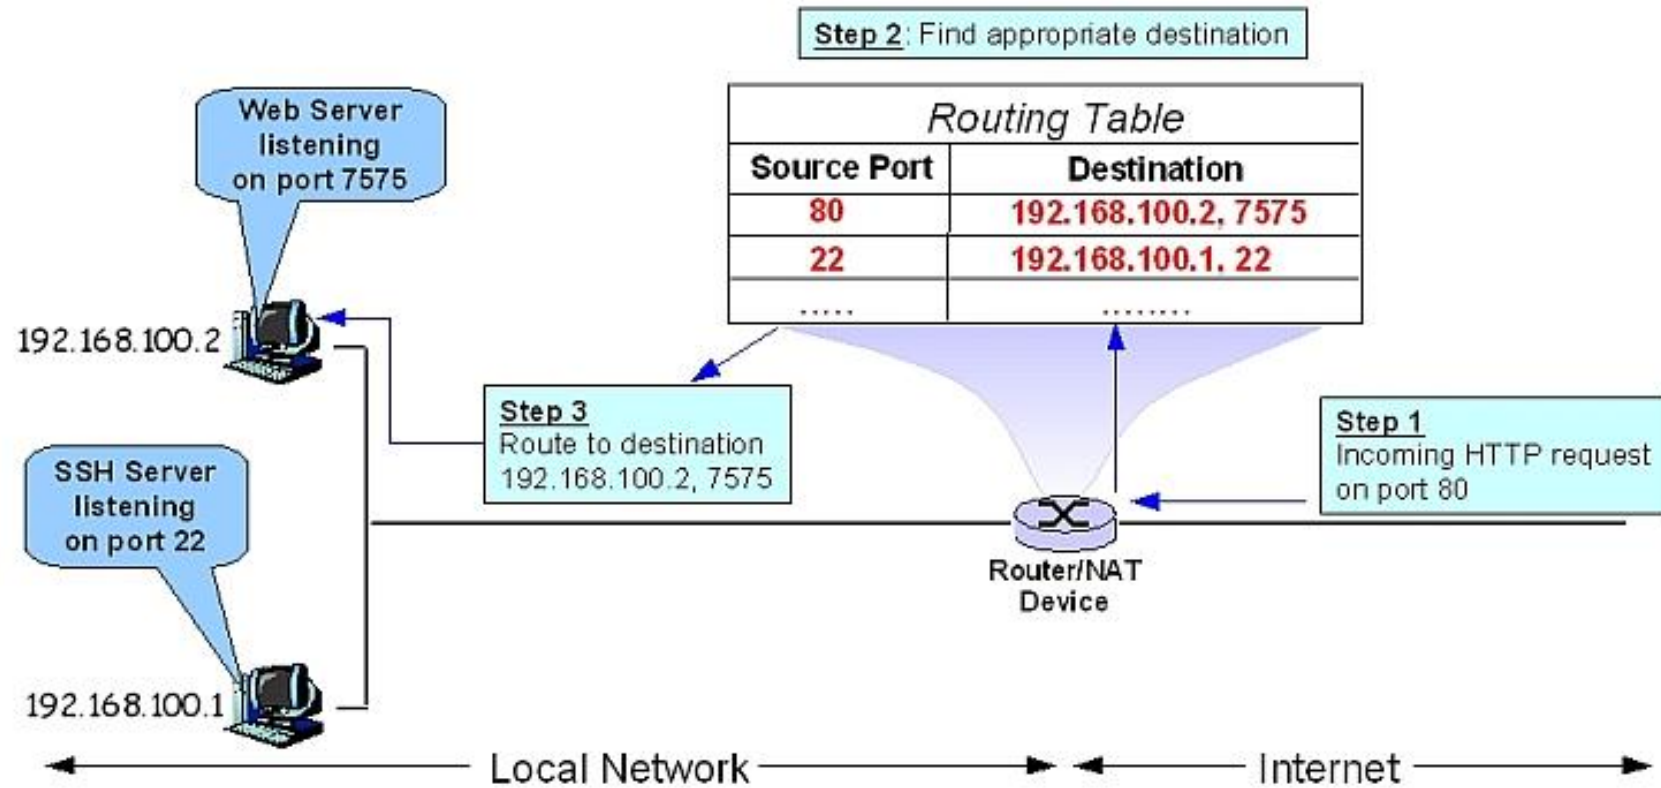 Step 2: Find appropriate destination
Web Server
listening
on port 7575
Routing Table
Source Port Destination
80 192.168.100.2, 7575
22 192.168.100.1, 22
..... ........
192.168.100.2
Step 3
Route to destination
192.168.100.2, 7575
Step 1
Incoming HTTP request
on port 80
SSH Server
listening
on port 22
Router/NAT
Device
192.168.100.1
Local Network Internet